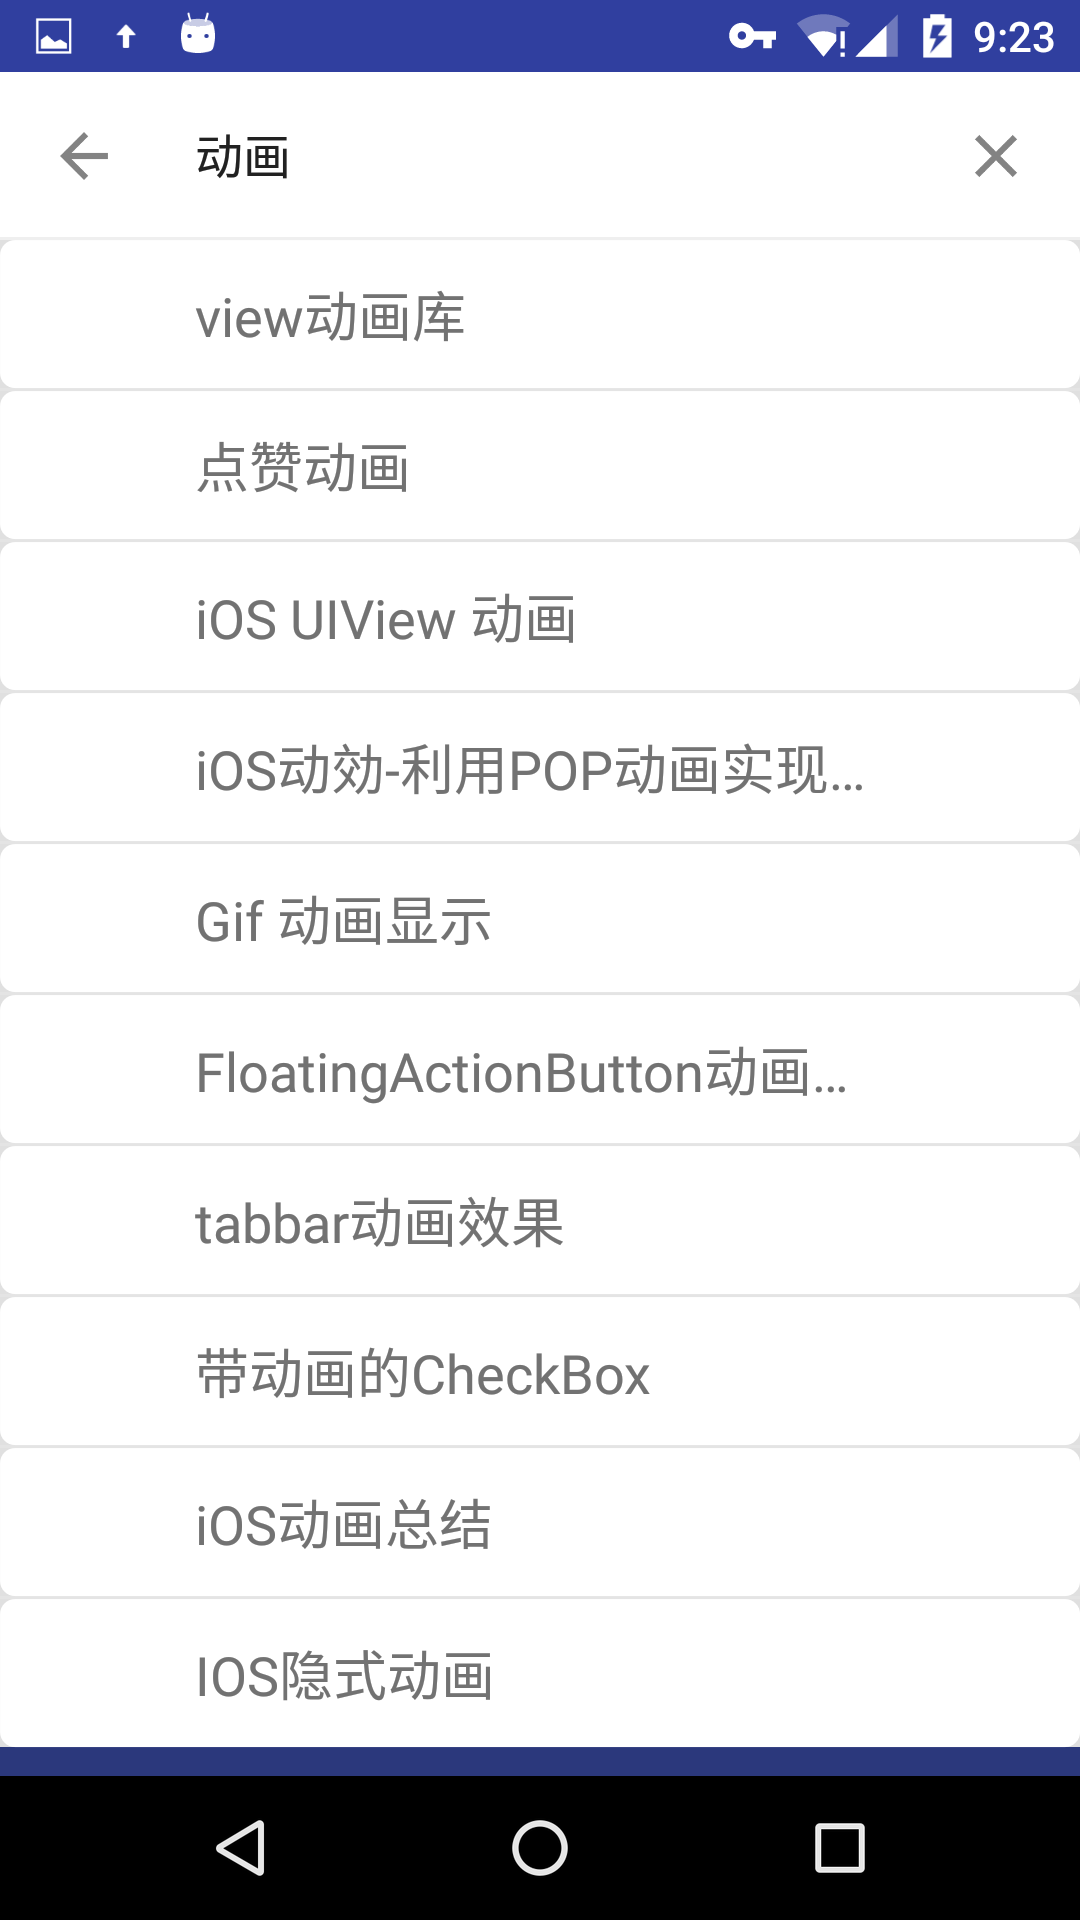 9:23
动画
view动画库
点赞动画
iOS UIView 动画
iOS动効-利用POP动画实现...
Gif 动画显示
FloatingActionButton动画...
tabbar动画效果
带动画的CheckBox
iOS动画总结
IOS隐式动画